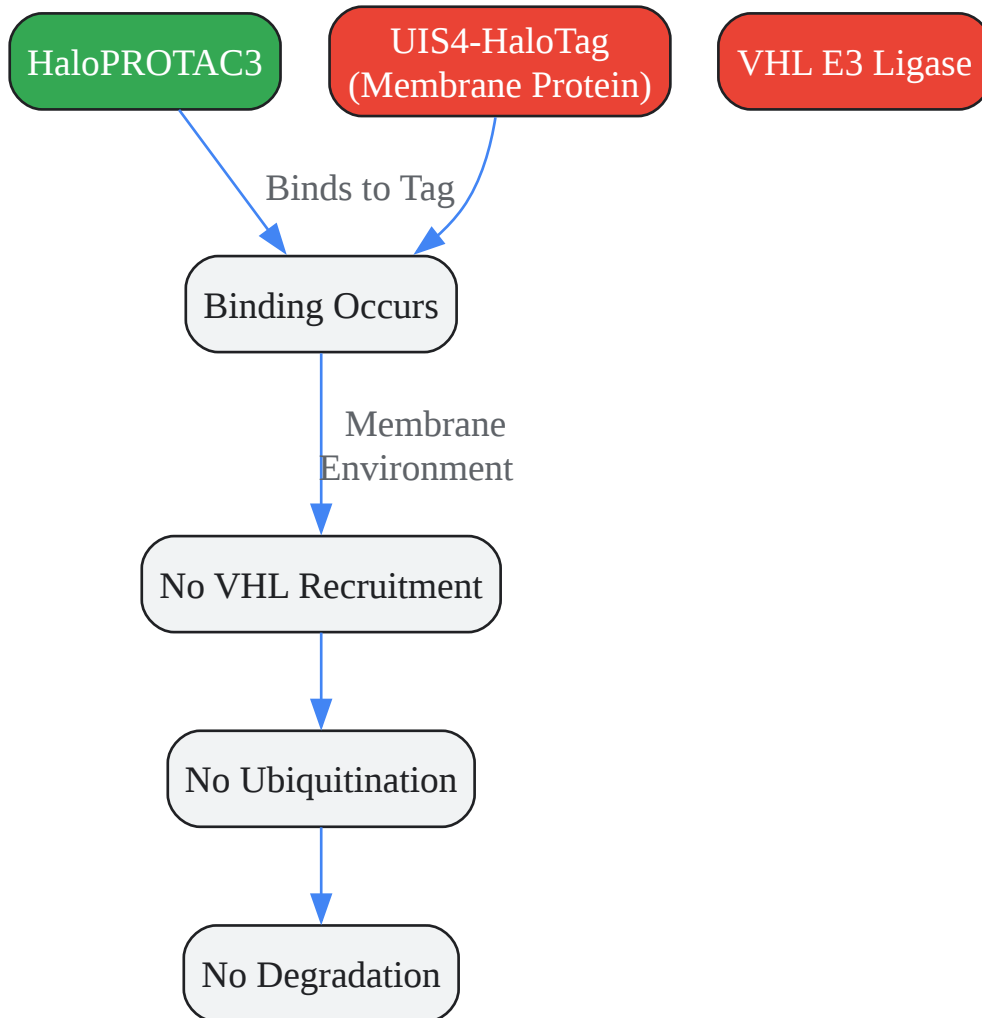 HaloPROTAC3
UIS4-HaloTag
(Membrane Protein)
VHL E3 Ligase
Binds to Tag
Binding Occurs
Membrane
Environment
No VHL Recruitment
No Ubiquitination
No Degradation